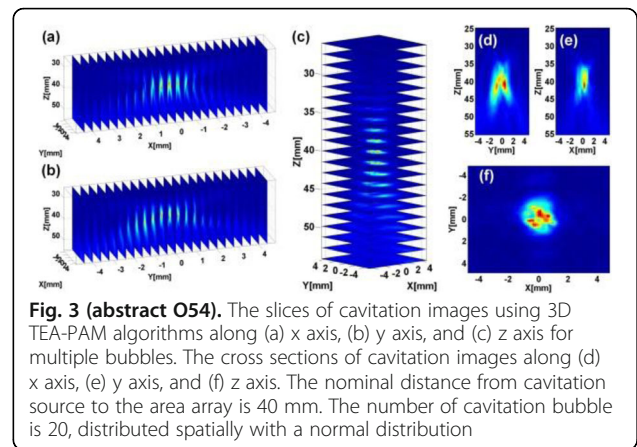 (a)
30
40
50
Z[mm]
Y[mm]
4 3 2 1 0 -1 -2 -3 -4
X[mm]
(b)
30
40
50
Z[mm]
X[mm]
4 3 2 1 0 -1 -2 -3 -4
Y[mm]
(c)
30
35
40
45
50
Z[mm]
4 2 0 -2 -4 -4 -2 0 2 4
Y[mm] X[mm]
(d)
25
30
35
40
45
50
55
Z[mm]
-4 -2 0 2 4
Y[mm]
(e)
25
30
35
40
45
50
55
Z[mm]
-4 -2 0 2 4
X[mm]
(f)
-4
-2
0
2
4
Y[mm]
-4 -2 0 2 4
X[mm]
Fig. 3 (abstract O54). The slices of cavitation images using 3D
TEA-PAM algorithms along (a) x axis, (b) y axis, and (c) z axis for
multiple bubbles. The cross sections of cavitation images along (d)
x axis, (e) y axis, and (f) z axis. The nominal distance from cavitation
source to the area array is 40 mm. The number of cavitation bubble
is 20, distributed spatially with a normal distribution